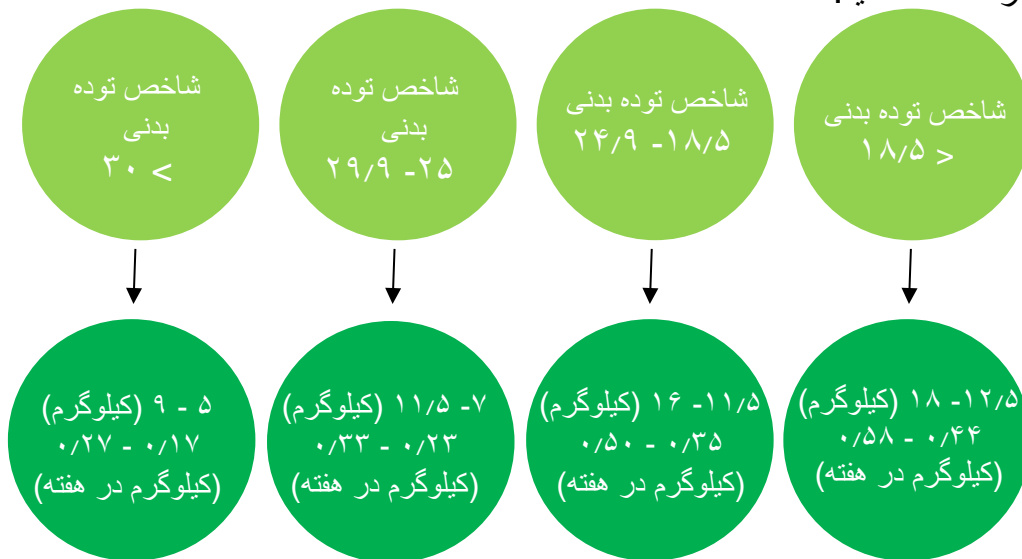 شاخص توده بدنی
< ۱۸٫۵
شاخص توده بدنی
۱۸٫۵- ۲۴٫۹
شاخص توده
بدنی
۲۵- ۲۹٫۹
شاخص توده
بدنی
> ۳۰
۱۲٫۵- ۱۸ (کیلوگرم)
۰٫۴۴ - ۰٫۵۸
(کیلوگرم در هفته)
۱۱٫۵- ۱۶ (کیلوگرم)
۰٫۳۵ - ۰٫۵۰
(کیلوگرم در هفته)
۷- ۱۱٫۵ (کیلوگرم)
۰٫۲۳ - ۰٫۳۳
(کیلوگرم در هفته)
۵ - ۹ (کیلوگرم)
۰٫۱۷ - ۰٫۲۷
(کیلوگرم در هفته)